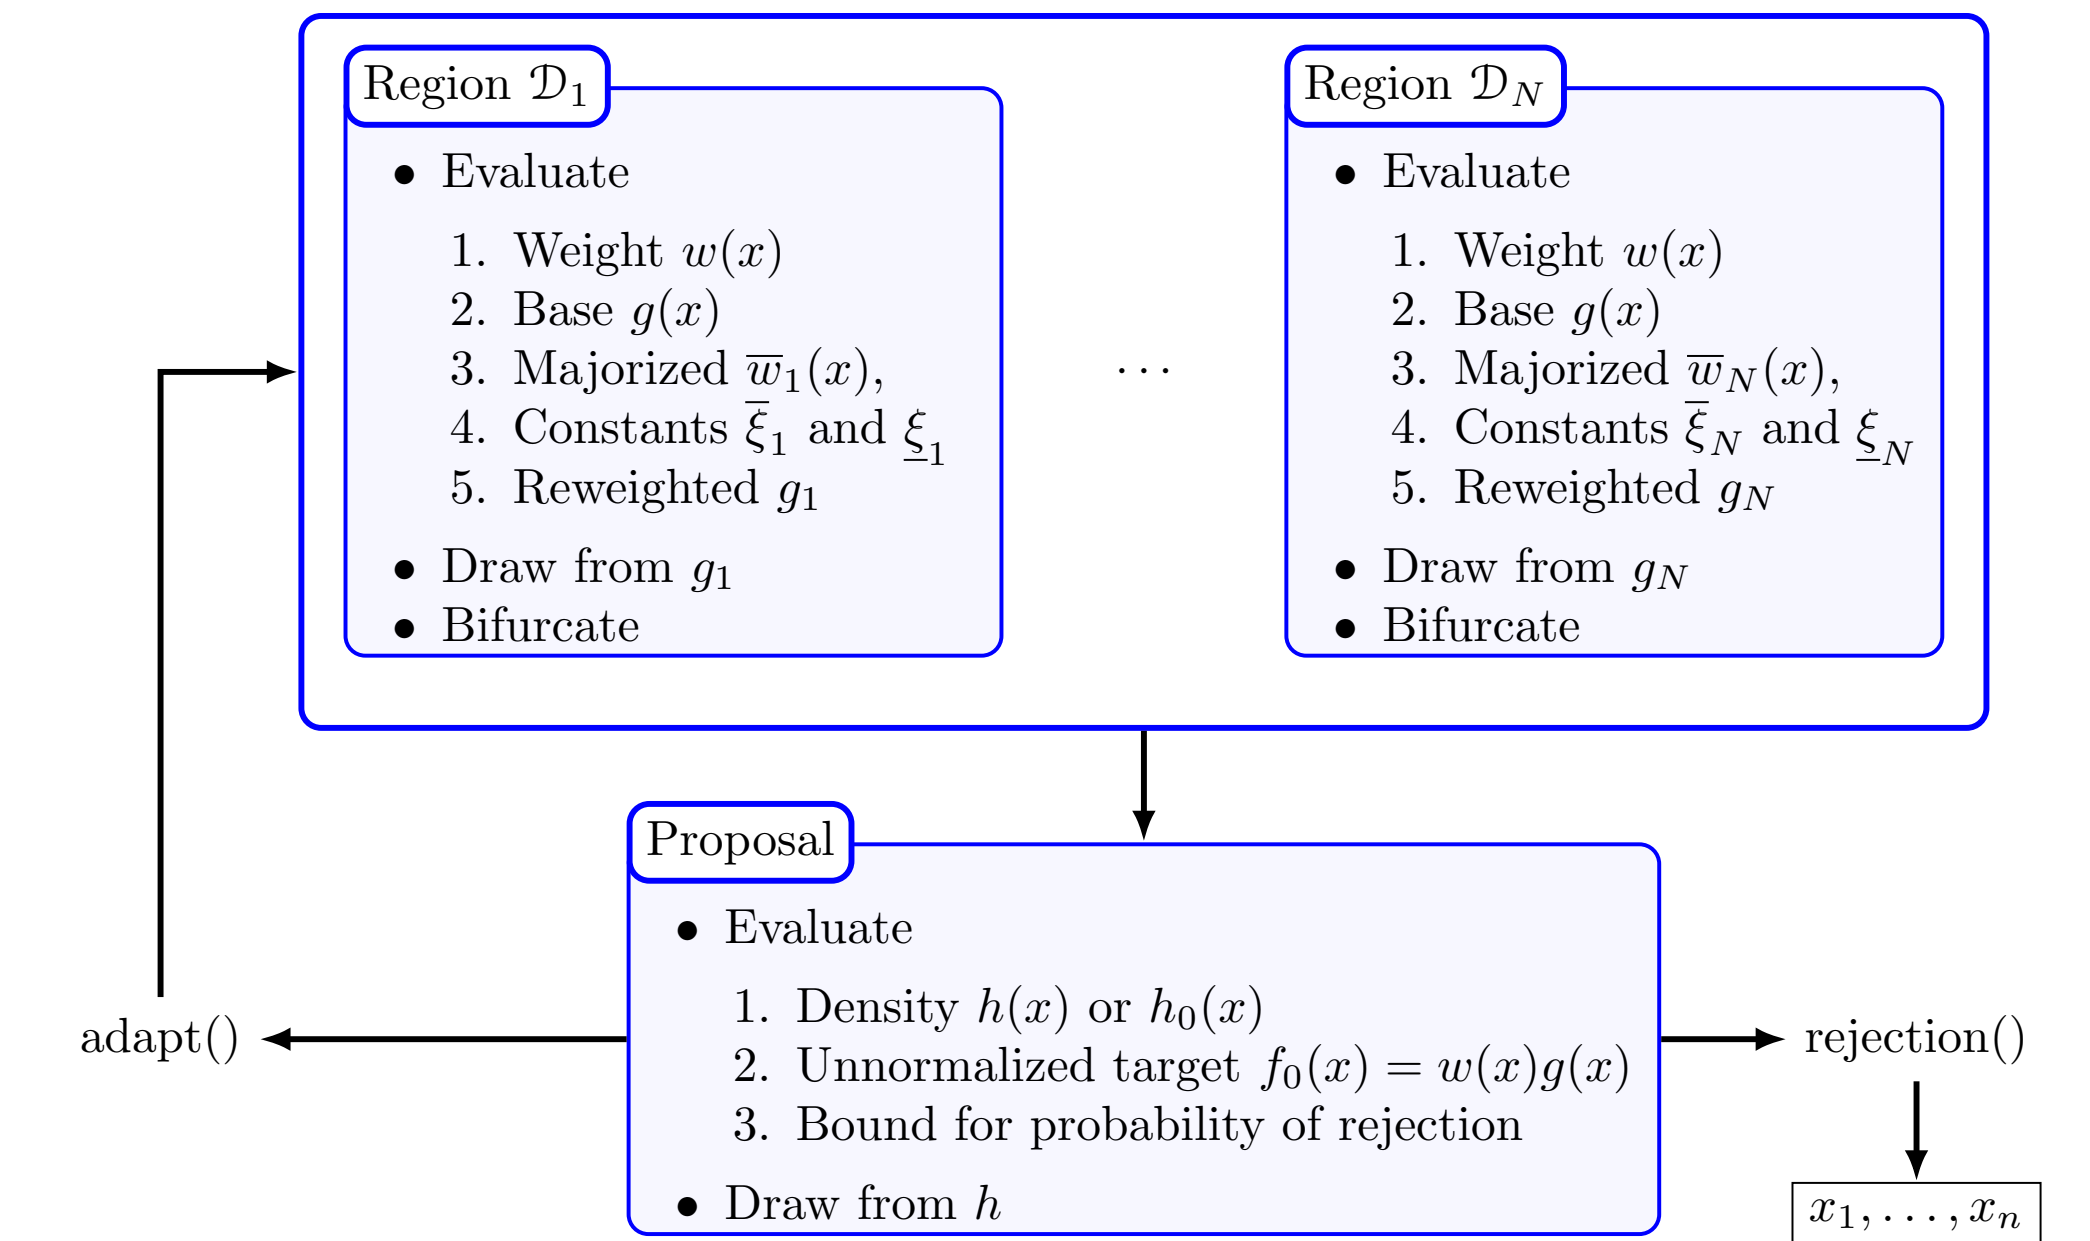 Region 𝒟₁
• Evaluate
1. Weight w(x)
2. Base g(x)
3. Majorized w̅₁(x),
4. Constants ξ̅₁ and ξ̲₁
5. Reweighted g₁
• Draw from g₁
• Bifurcate
· · ·
Region 𝒟_N
• Evaluate
1. Weight w(x)
2. Base g(x)
3. Majorized w̅_N(x),
4. Constants ξ̅_N and ξ̲_N
5. Reweighted g_N
• Draw from g_N
• Bifurcate
Proposal
• Evaluate
1. Density h(x) or h₀(x)
2. Unnormalized target f₀(x) = w(x)g(x)
3. Bound for probability of rejection
• Draw from h
adapt()
rejection()
x₁, . . . , xₙ